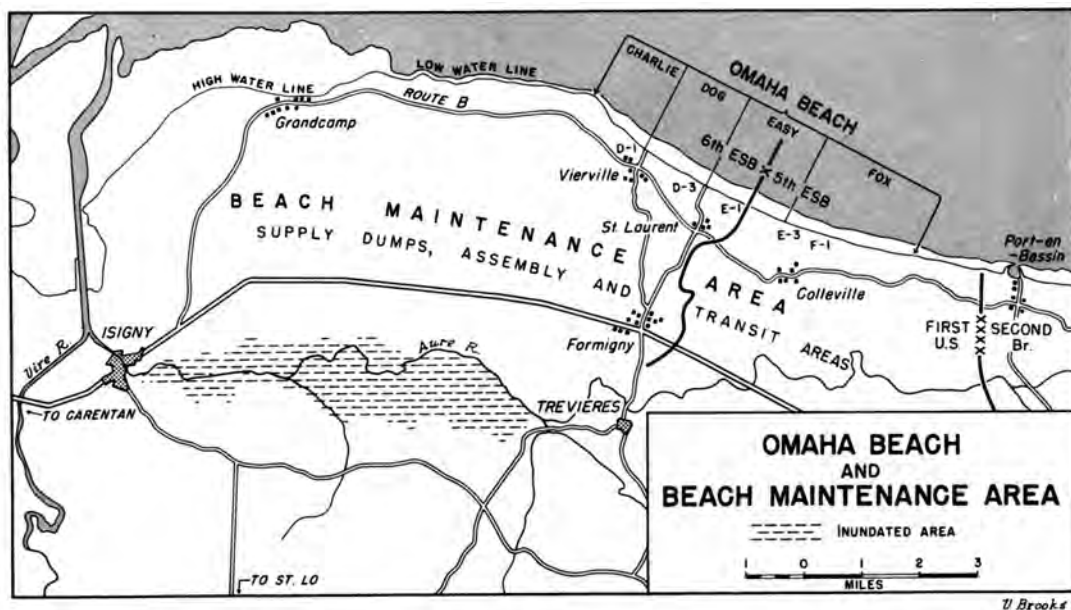 OMAHA BEACH
CHARLIE
DOG
EASY
FOX
LOW WATER LINE
HIGH WATER LINE
ROUTE B
Grandcamp
D-1
Vierville
6th ESB X 5th ESB
D-3
E-1
St. Laurent
E-3
F-1
Port-en
-Bessin
BEACH MAINTENANCE AREA
SUPPLY DUMPS, ASSEMBLY AND TRANSIT AREAS
Colleville
ISIGNY
Vire R.
Aure R.
Formigny
FIRST XXX SECOND
U.S. Br.
TO CARENTAN
TREVIERES
TO ST. LO
OMAHA BEACH
AND
BEACH MAINTENANCE AREA
INUNDATED AREA
1 0 1 2 3
MILES
U Brooks